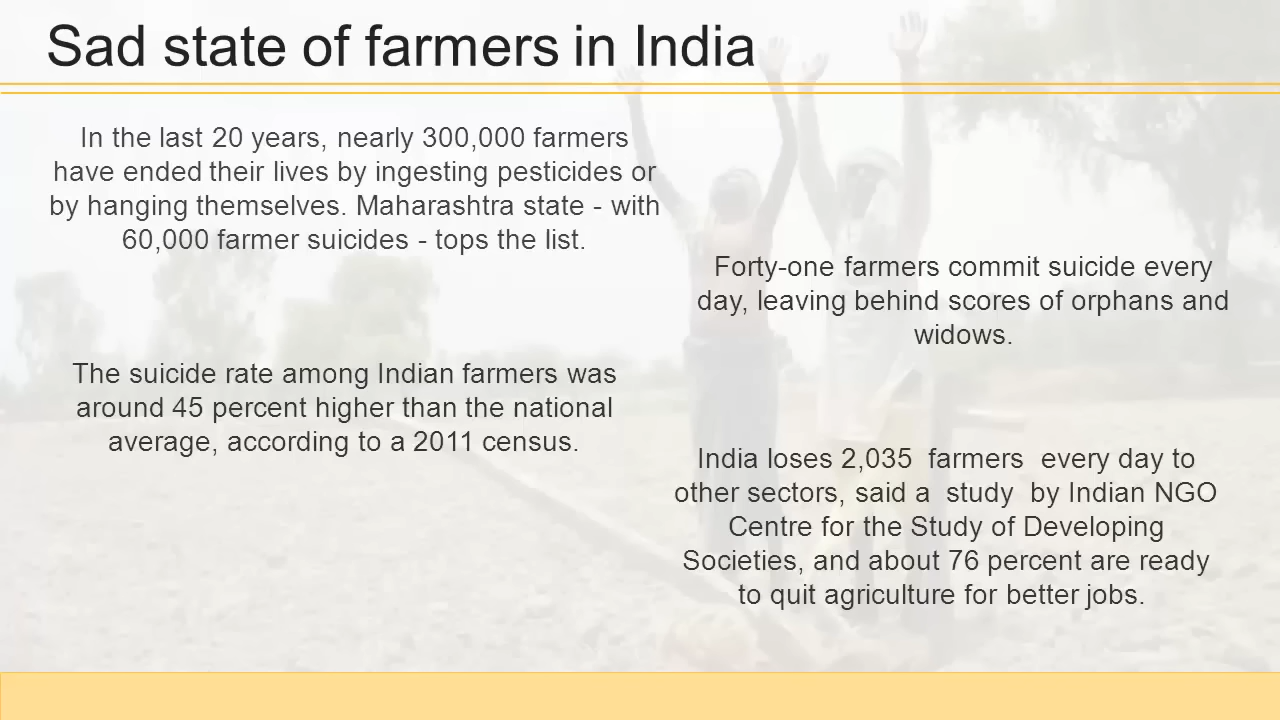 Sad state of farmers in India
In the last 20 years, nearly 300,000 farmers
have ended their lives by ingesting pesticides or
by hanging themselves. Maharashtra state - with
60,000 farmer suicides - tops the list.
Forty-one farmers commit suicide every
day, leaving behind scores of orphans and
widows.
The suicide rate among Indian farmers was
around 45 percent higher than the national
average, according to a 2011 census.
India loses 2,035 farmers every day to
other sectors, said a study by Indian NGO
Centre for the Study of Developing
Societies, and about 76 percent are ready
to quit agriculture for better jobs.